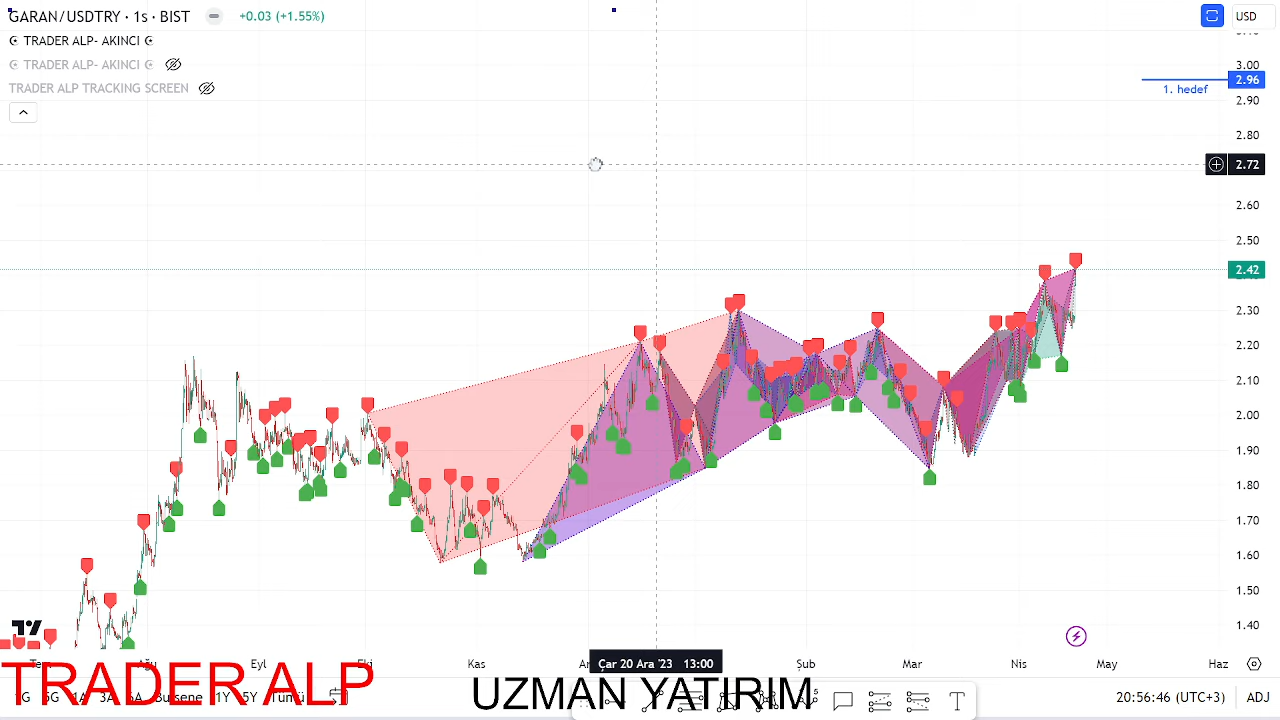 GARAN/USDTRY · 1s · BIST
+0.03 (+1.55%)
USD
TRADER ALP- AKINCI
TRADER ALP- AKINCI
TRADER ALP TRACKING SCREEN
3.00
2.96
1. hedef
2.90
2.80
2.72
2.60
2.50
2.42
2.30
2.20
2.10
2.00
1.90
1.80
1.70
1.60
1.50
1.40
Eyl
Kas
Çar 20 Ara '23 13:00
Şub
Mar
Nis
May
Haz
TRADER ALP
UZMAN YATIRIM
1Y
5Y
20:56:46 (UTC+3)
ADJ